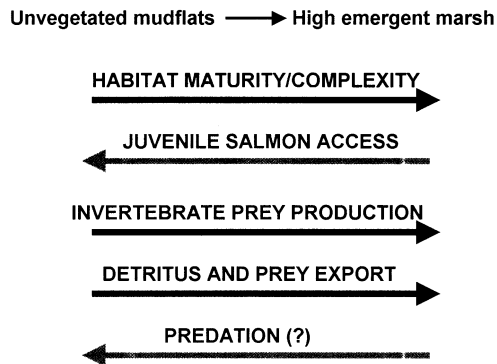 Unvegetated mudflats → High emergent marsh
HABITAT MATURITY/COMPLEXITY
JUVENILE SALMON ACCESS
INVERTEBRATE PREY PRODUCTION
DETRITUS AND PREY EXPORT
PREDATION (?)